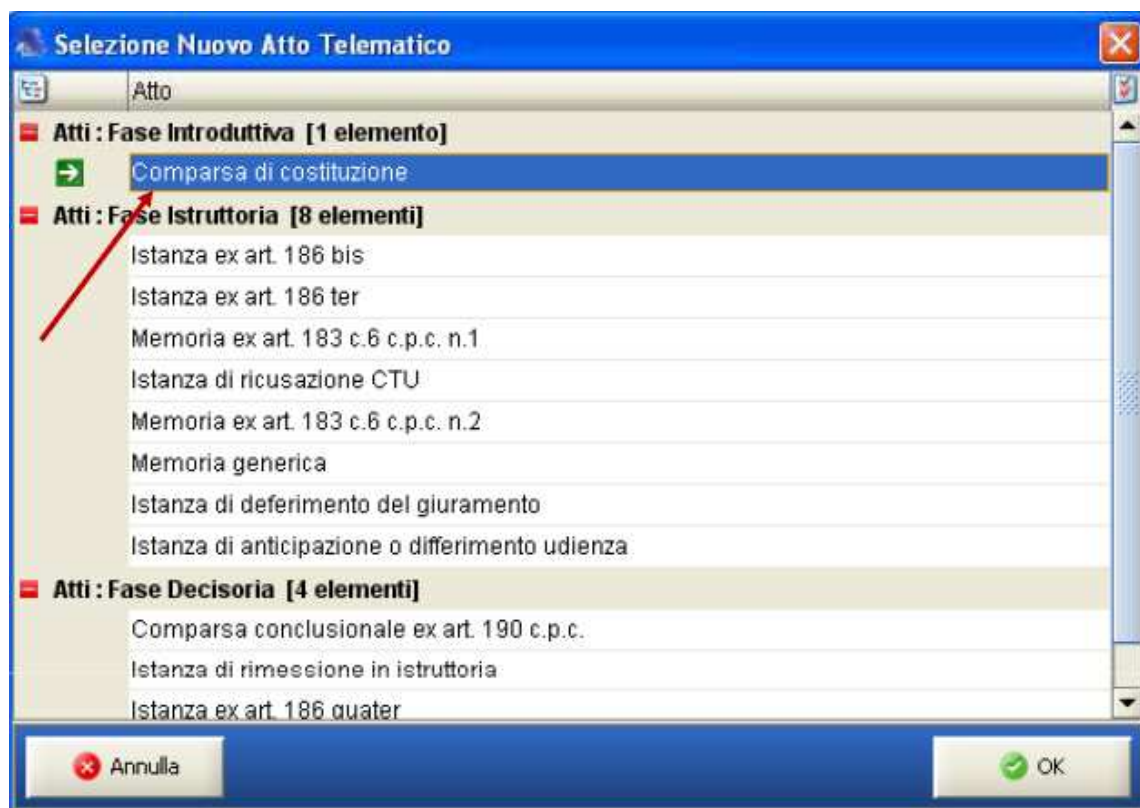 Selezione Nuovo Atto Telematico
Atto
Atti : Fase Introduttiva [1 elemento]
Comparsa di costituzione
Atti : Fase Istruttoria [8 elementi]
Istanza ex art. 186 bis
Istanza ex art. 186 ter
Memoria ex art. 183 c.6 c.p.c. n.1
Istanza di ricusazione CTU
Memoria ex art. 183 c.6 c.p.c. n.2
Memoria generica
Istanza di deferimento del giuramento
Istanza di anticipazione o differimento udienza
Atti : Fase Decisoria [4 elementi]
Comparsa conclusionale ex art. 190 c.p.c.
Istanza di rimessione in istruttoria
Istanza ex art. 186 quater
Annulla
OK